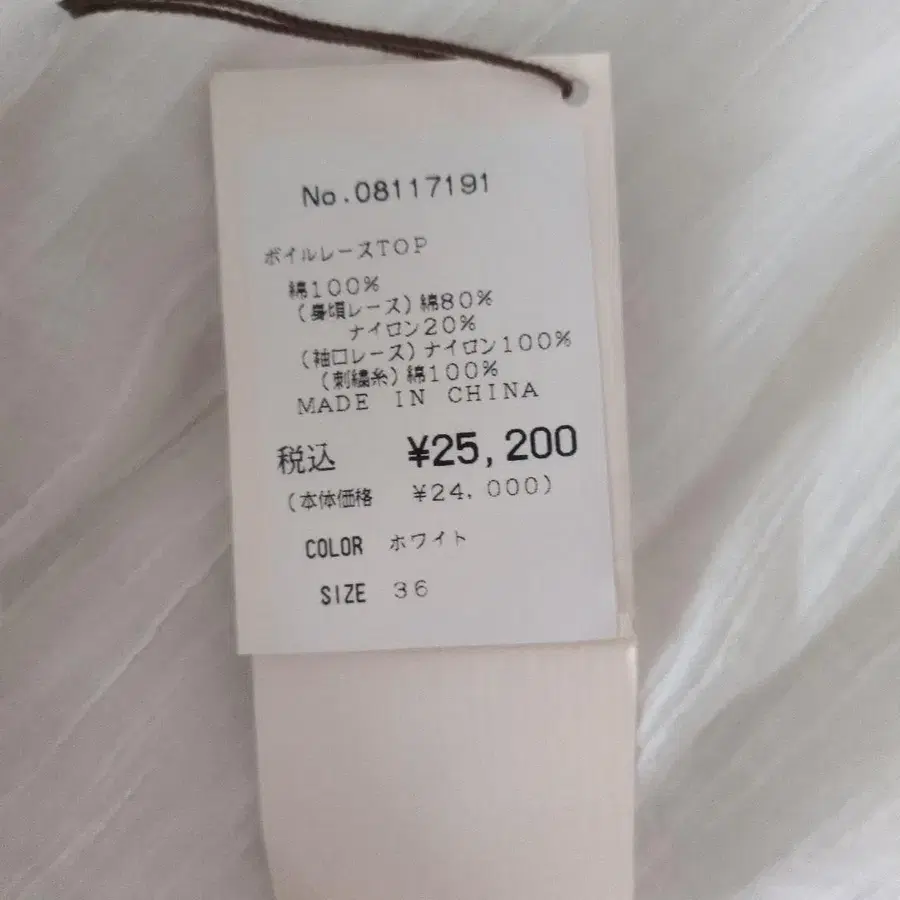 No.08117191
ボイルレースTOP
綿100%
(身頃レース)綿80%
ナイロン20%
(袖口レース)ナイロン100%
(刺繍糸)綿100%
MADE IN CHINA
税込 ¥25,200
(本体価格 ¥24,000)
COLOR ホワイト
SIZE 36